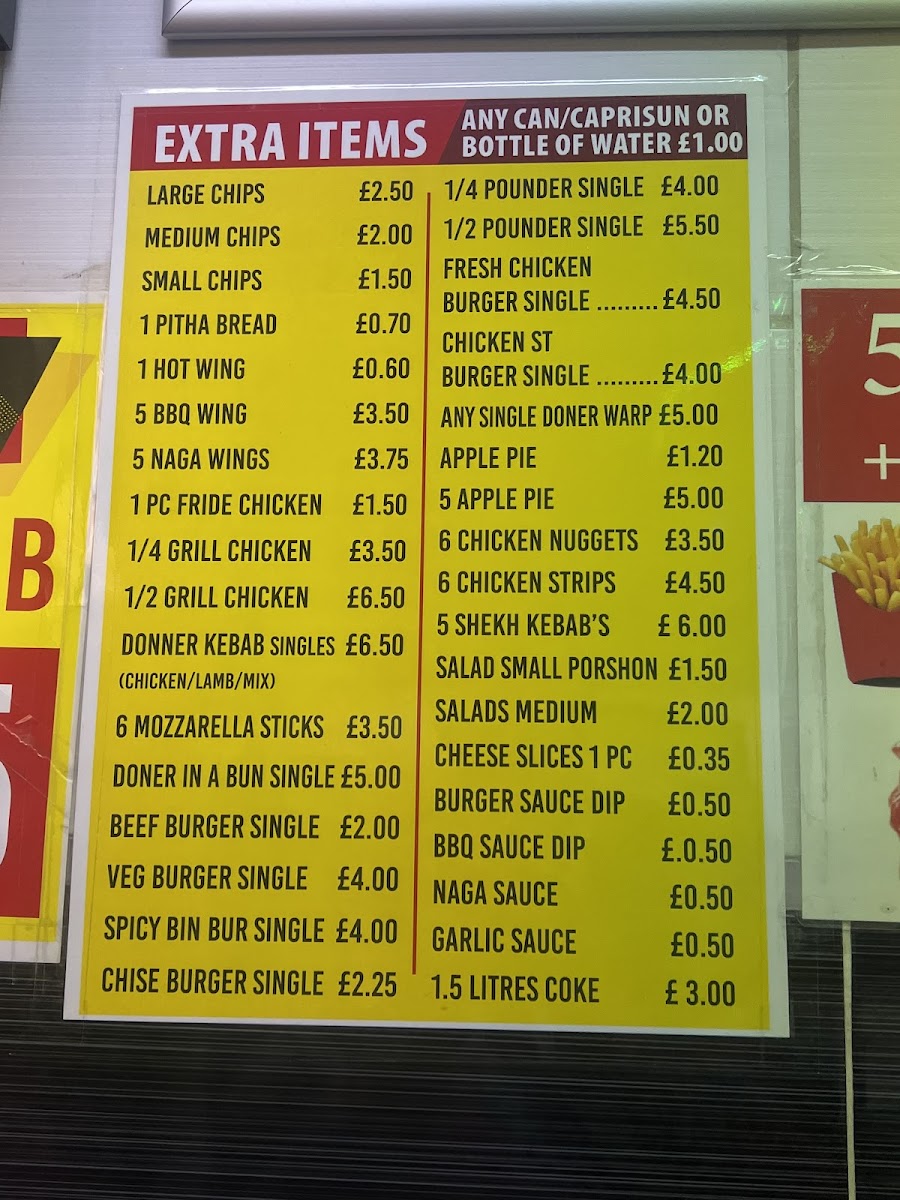 EXTRA ITEMS
ANY CAN/CAPRISUN OR
BOTTLE OF WATER £1.00
LARGE CHIPS £2.50
MEDIUM CHIPS £2.00
SMALL CHIPS £1.50
1 PITHA BREAD £0.70
1 HOT WING £0.60
5 BBQ WING £3.50
5 NAGA WINGS £3.75
1 PC FRIDE CHICKEN £1.50
1/4 GRILL CHICKEN £3.50
1/2 GRILL CHICKEN £6.50
DONNER KEBAB SINGLES £6.50
(CHICKEN/LAMB/MIX)
6 MOZZARELLA STICKS £3.50
DONER IN A BUN SINGLE £5.00
BEEF BURGER SINGLE £2.00
VEG BURGER SINGLE £4.00
SPICY BIN BUR SINGLE £4.00
CHISE BURGER SINGLE £2.25
1/4 POUNDER SINGLE £4.00
1/2 POUNDER SINGLE £5.50
FRESH CHICKEN
BURGER SINGLE ......... £4.50
CHICKEN ST
BURGER SINGLE ......... £4.00
ANY SINGLE DONER WARP £5.00
APPLE PIE £1.20
5 APPLE PIE £5.00
6 CHICKEN NUGGETS £3.50
6 CHICKEN STRIPS £4.50
5 SHEKH KEBAB'S £ 6.00
SALAD SMALL PORSHON £1.50
SALADS MEDIUM £2.00
CHEESE SLICES 1 PC £0.35
BURGER SAUCE DIP £0.50
BBQ SAUCE DIP £.0.50
NAGA SAUCE £0.50
GARLIC SAUCE £0.50
1.5 LITRES COKE £ 3.00
B
5
+